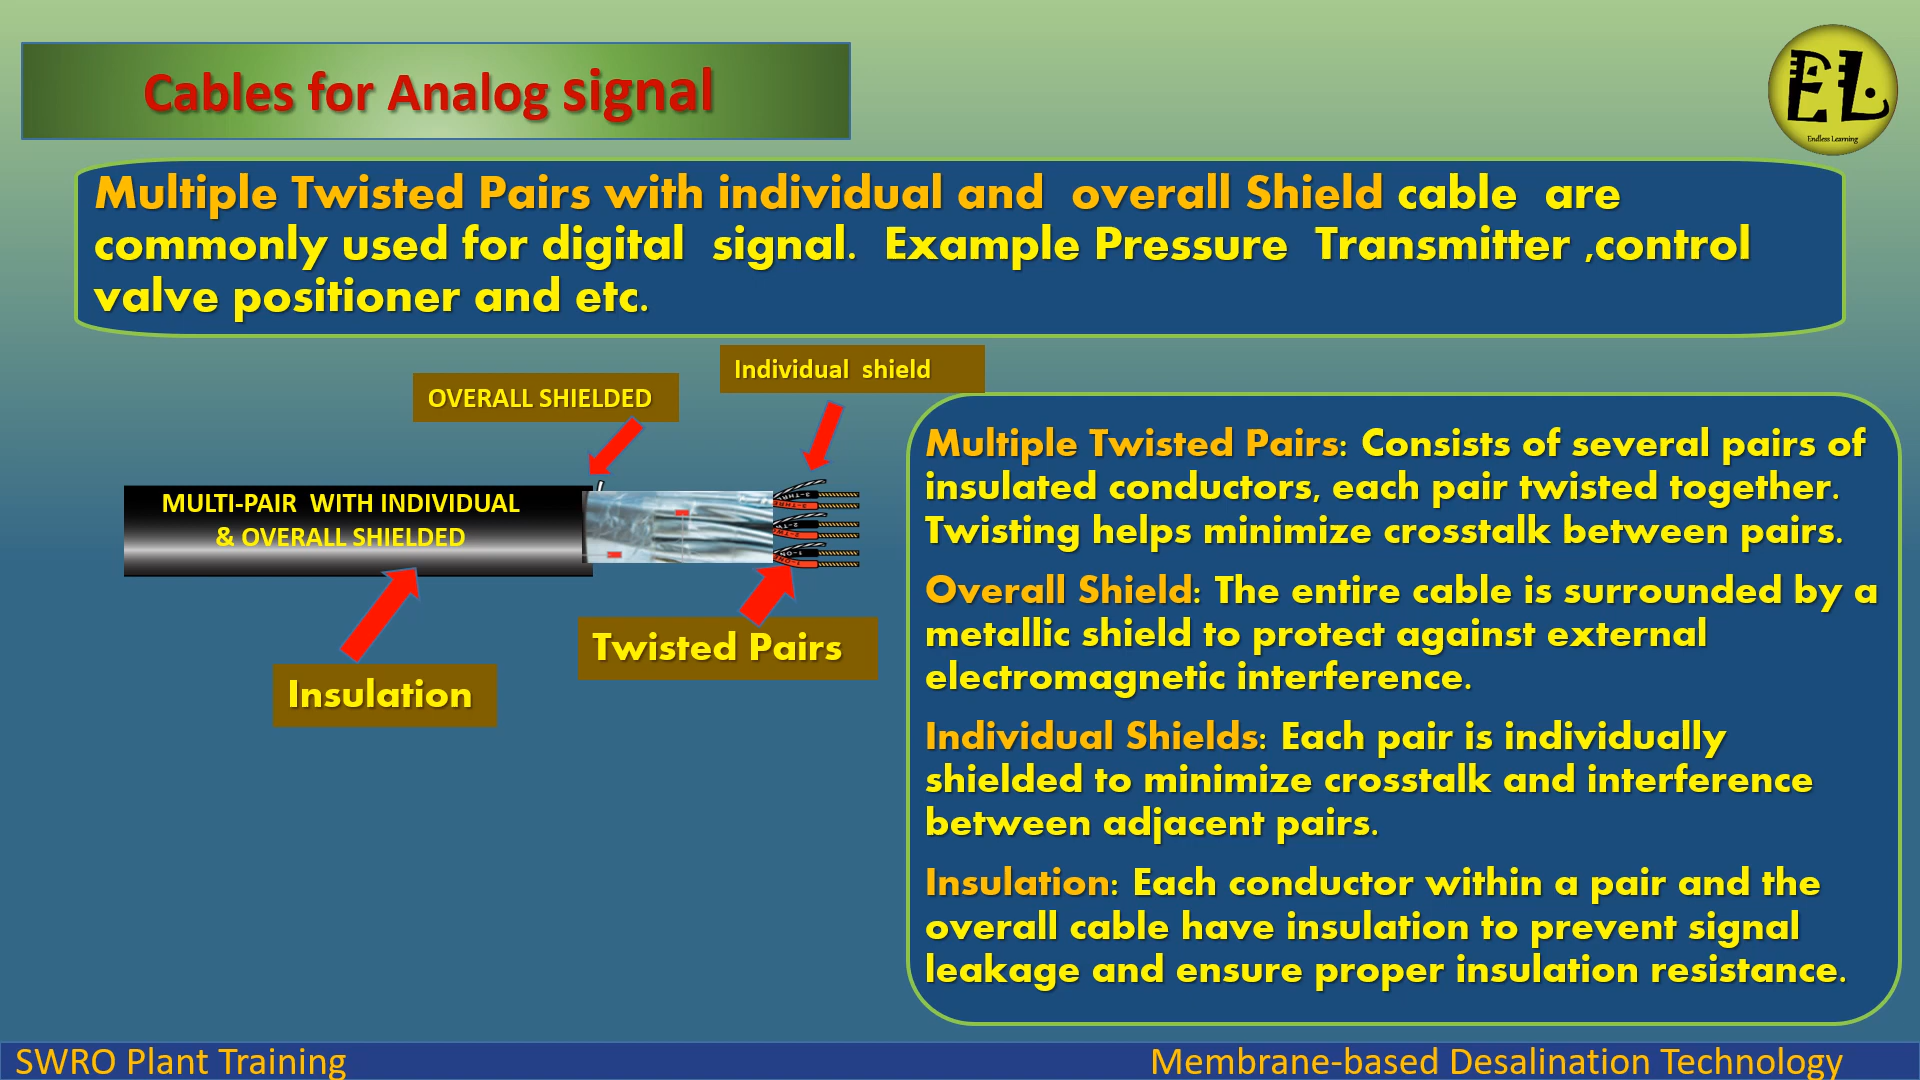 Cables for Analog signal
EL
Endless Learning
Multiple Twisted Pairs with individual and overall Shield cable are
commonly used for digital signal. Example Pressure Transmitter ,control
valve positioner and etc.
Individual shield
OVERALL SHIELDED
MULTI-PAIR WITH INDIVIDUAL
& OVERALL SHIELDED
Twisted Pairs
Insulation
Multiple Twisted Pairs: Consists of several pairs of
insulated conductors, each pair twisted together.
Twisting helps minimize crosstalk between pairs.
Overall Shield: The entire cable is surrounded by a
metallic shield to protect against external
electromagnetic interference.
Individual Shields: Each pair is individually
shielded to minimize crosstalk and interference
between adjacent pairs.
Insulation: Each conductor within a pair and the
overall cable have insulation to prevent signal
leakage and ensure proper insulation resistance.
SWRO Plant Training
Membrane-based Desalination Technology